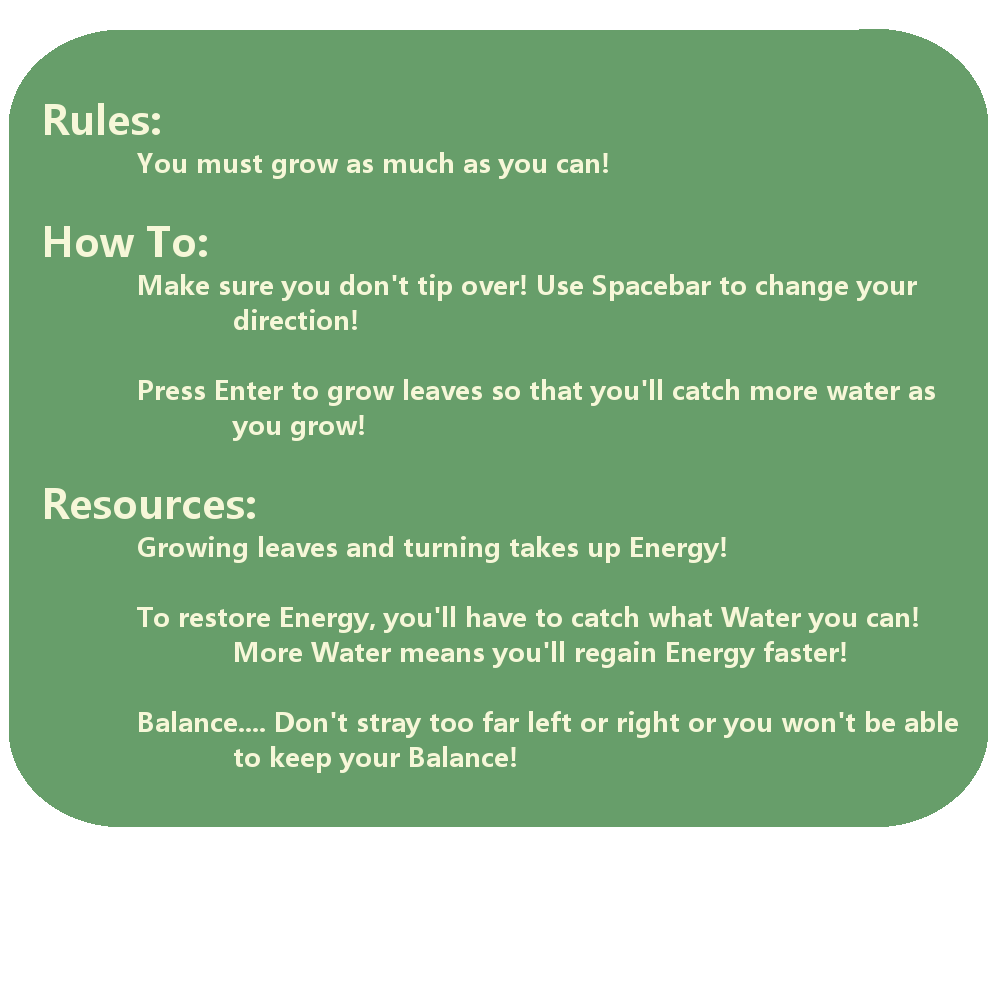 Rules:
You must grow as much as you can!
How To:
Make sure you don't tip over! Use Spacebar to change your
direction!
Press Enter to grow leaves so that you'll catch more water as
you grow!
Resources:
Growing leaves and turning takes up Energy!
To restore Energy, you'll have to catch what Water you can!
More Water means you'll regain Energy faster!
Balance.... Don't stray too far left or right or you won't be able
to keep your Balance!